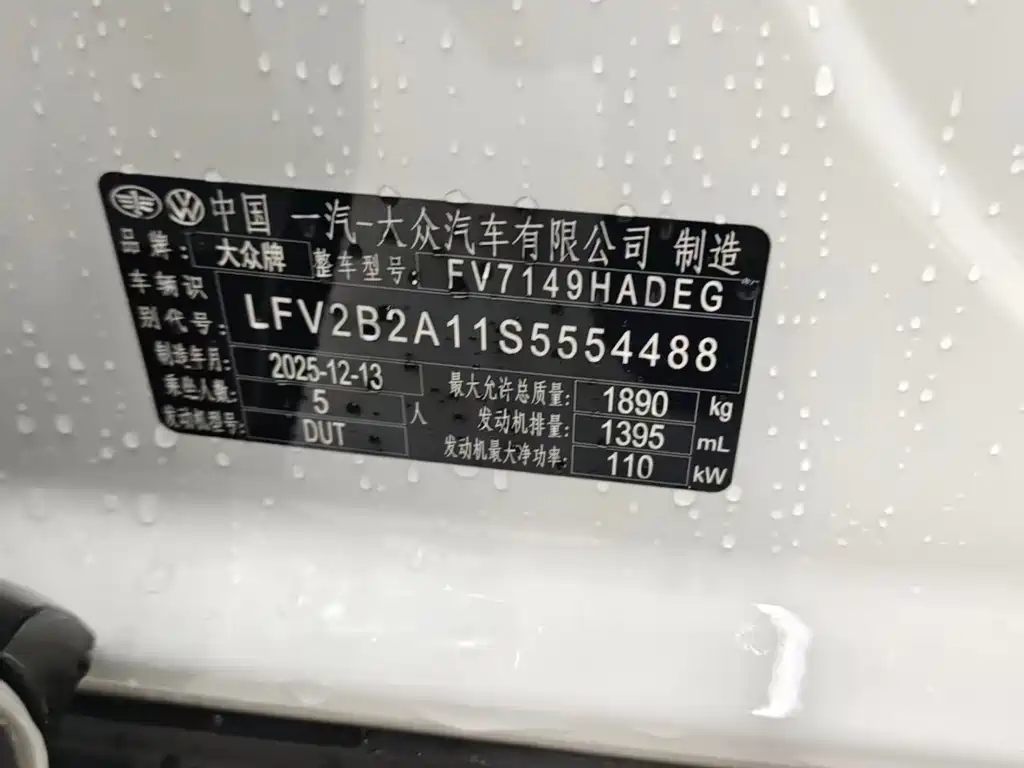 中国 一汽-大众汽车有限公司 制造
品牌: 大众牌 整车型号: FV7149HADEG
车辆识别代号: LFV2B2A11S5554488
制造年月: 2025-12-13 最大允许总质量: 1890 kg
乘坐人数: 5 人 发动机排量: 1395 mL
发动机型号: DUT 发动机最大净功率: 110 kW